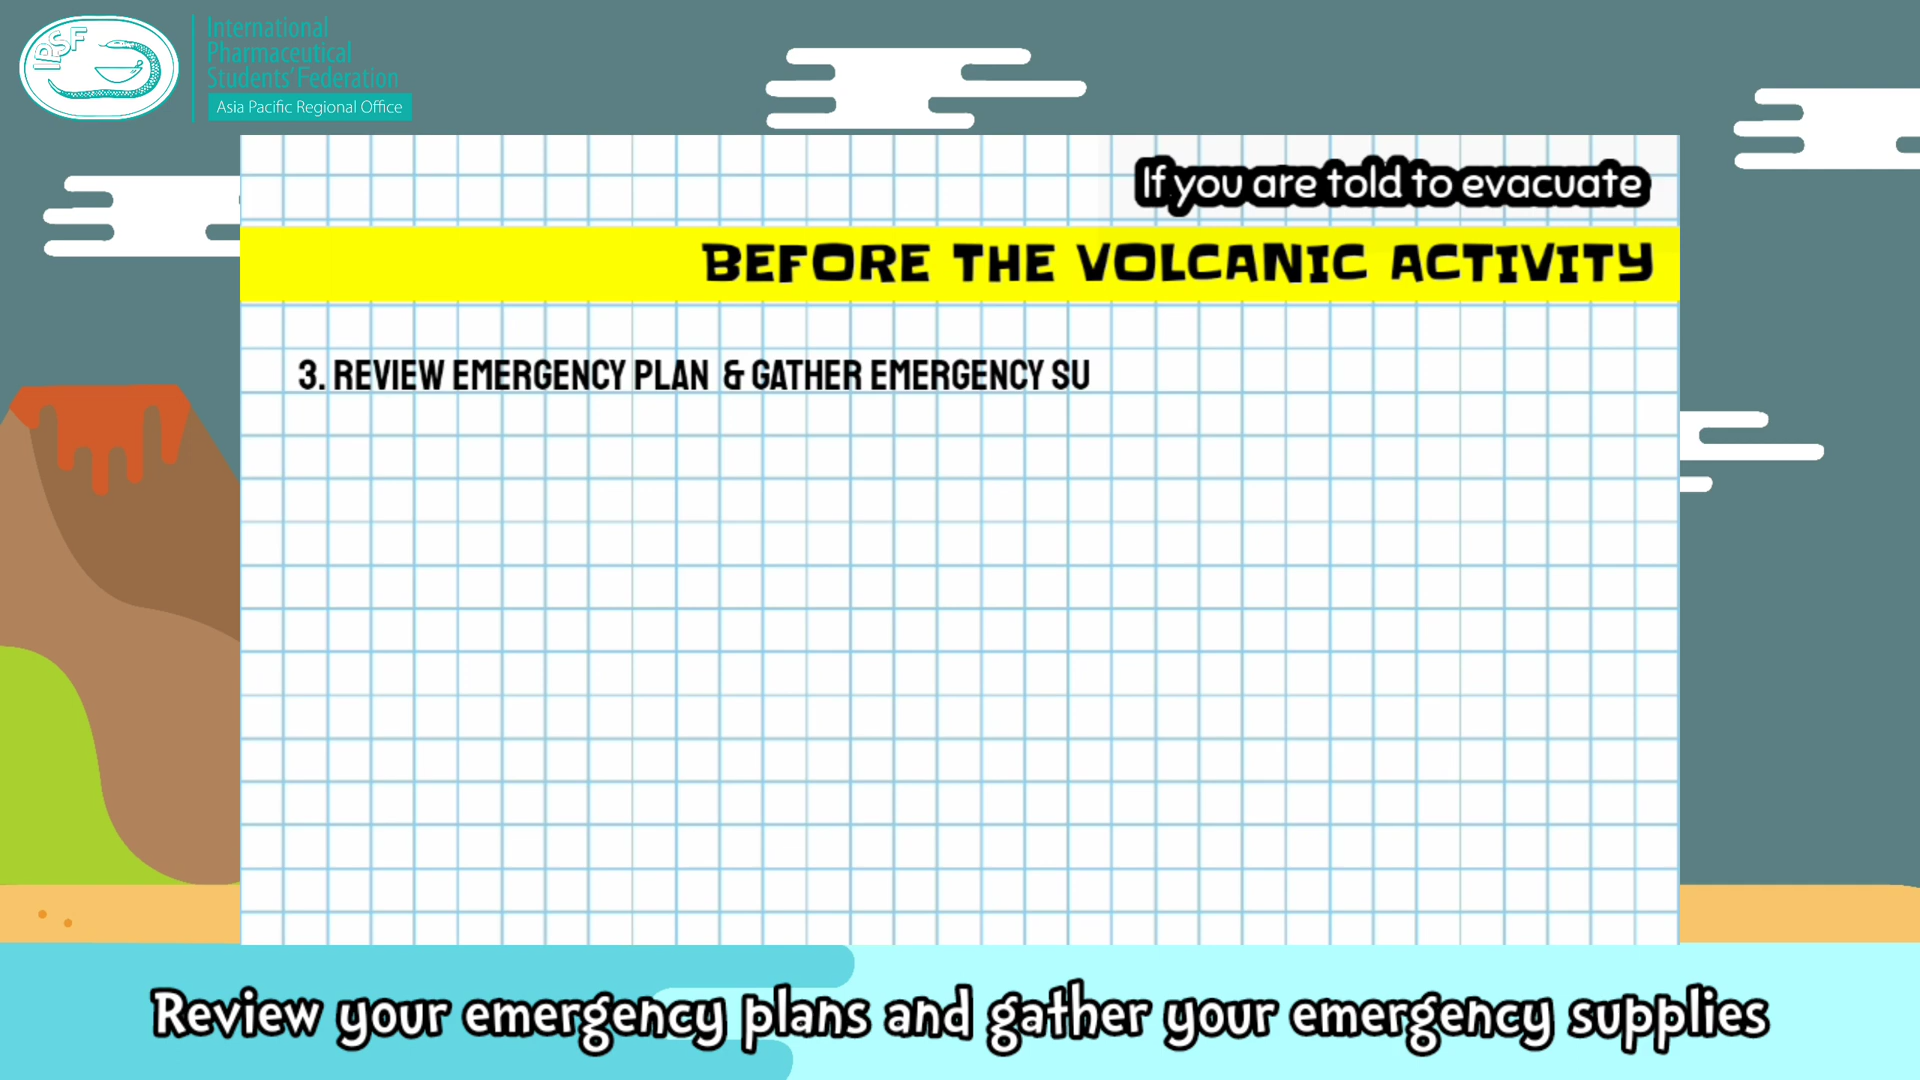 IPSF
International
Pharmaceutical
Students' Federation
Asia Pacific Regional Office
If you are told to evacuate
BEFORE THE VOLCANIC ACTIVITY
3. REVIEW EMERGENCY PLAN & GATHER EMERGENCY SU
Review your emergency plans and gather your emergency supplies